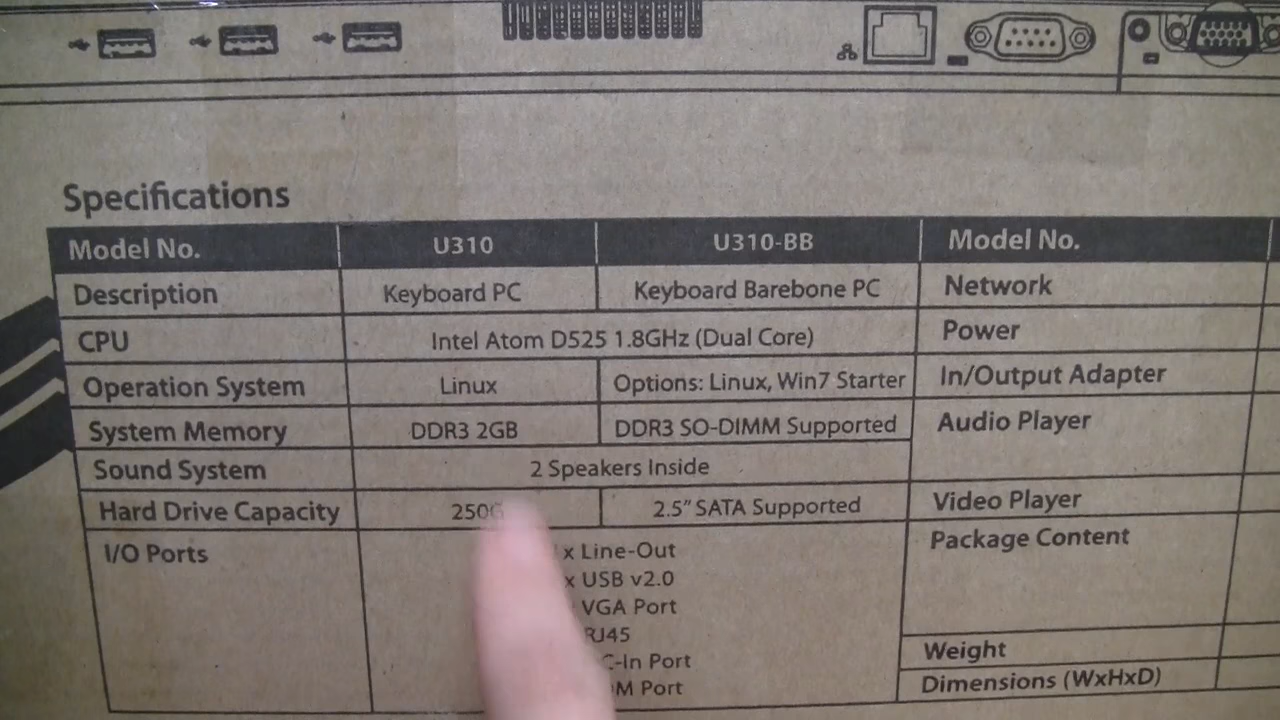 Specifications
Model No. U310 U310-BB Model No.
Description Keyboard PC Keyboard Barebone PC Network
CPU Intel Atom D525 1.8GHz (Dual Core) Power
Operation System Linux Options: Linux, Win7 Starter In/Output Adapter
System Memory DDR3 2GB DDR3 SO-DIMM Supported Audio Player
Sound System 2 Speakers Inside
Hard Drive Capacity 250G 2.5" SATA Supported Video Player
I/O Ports x Line-Out Package Content
x USB v2.0
VGA Port
RJ45
C-In Port Weight
M Port Dimensions (WxHxD)